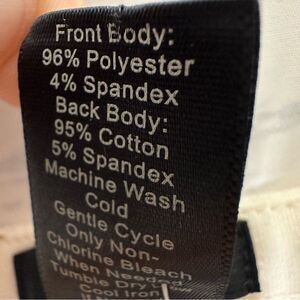 Front Body:
96% Polyester
4% Spandex
Back Body:
95% Cotton
5% Spandex
Machine Wash
Cold
Gentle Cycle
Only Non-
Chlorine Bleach
When Needed
Tumble Dry
Cool Iron